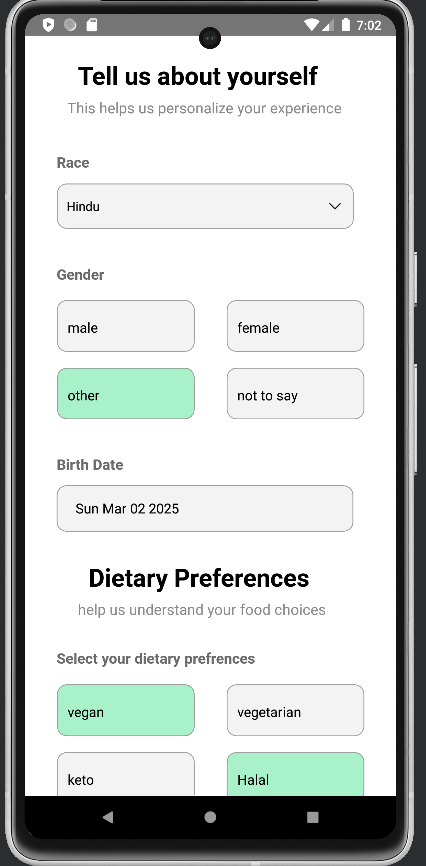 7:02
Tell us about yourself
This helps us personalize your experience
Race
Hindu
Gender
male female
other not to say
Birth Date
Sun Mar 02 2025
Dietary Preferences
help us understand your food choices
Select your dietary prefrences
vegan vegetarian
keto Halal